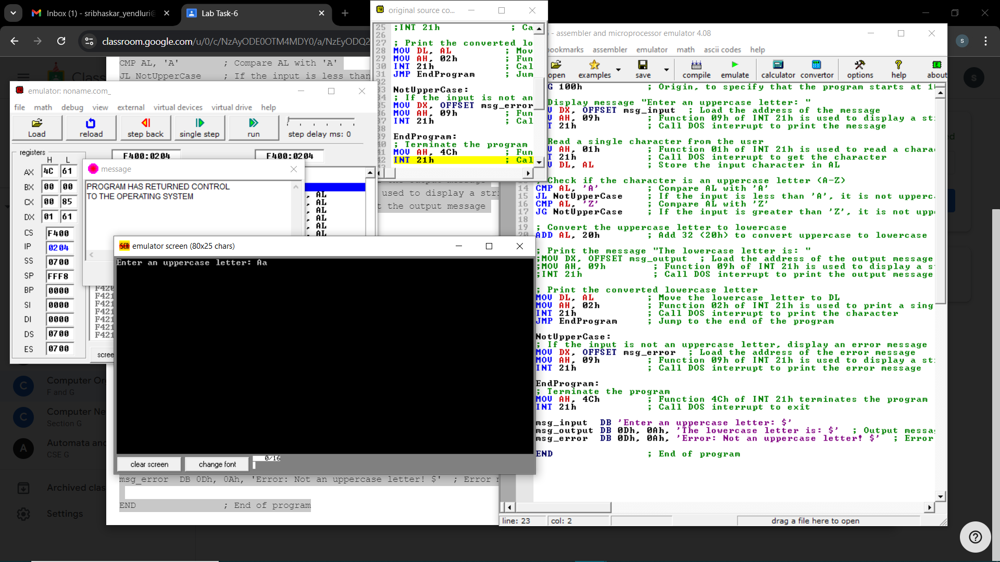 Inbox (1) - sribhaskar_yendluri@
Lab Task-6
classroom.google.com/u/0/c/NzAyODE0OTM4MDY0/a/NzEyODQ2
s
Class
CMP AL, 'A' ; Compare AL with 'A'
JL NotUpperCase ; If the input is less than
emulator: noname.com_
file math debug view external virtual devices virtual drive help
Load reload step back single step run step delay ms: 0
registers
H L
F400:0204 F400:0204
AX 4C 61
BX 00 00
CX 00 85
DX 01 61
CS F400
IP 0204
SS 0700
SP FFF8
BP 0000
SI 0000
DI 0000
DS 0700
ES 0700
, AL
, AL
, AL
, AL
, AL
, AL
F420
F421
F421
F421
F421
F421
F421
scree
message
PROGRAM HAS RETURNED CONTROL
TO THE OPERATING SYSTEM
emulator screen (80x25 chars)
Enter an uppercase letter: Aa
clear screen change font 0/16
original source co...
25 ;INT 21h ; Ca
26
27 ; Print the converted lo
28 MOV DL, AL ; Mov
29 MOV AH, 02h ; Fun
30 INT 21h ; Cal
31 JMP EndProgram ; Jum
32
33 NotUpperCase:
34 ; If the input is not an
35 MOV DX, OFFSET msg_error
36 MOV AH, 09h ; Fun
37 INT 21h ; Cal
38
39 EndProgram:
40 ; Terminate the program
41 MOV AH, 4Ch ; Fun
42 INT 21h ; Cal
used to display a stri
t the output message
- assembler and microprocessor emulator 4.08
bookmarks assembler emulator math ascii codes help
open examples save compile emulate calculator convertor options help about
G 100h ; Origin, to specify that the program starts at 1
Display message "Enter an uppercase letter: "
V DX, OFFSET msg_input ; Load the address of the message
V AH, 09h ; Function 09h of INT 21h is used to display a st
T 21h ; Call DOS interrupt to print the message
Read a single character from the user
V AH, 01h ; Function 01h of INT 21h is used to read a chara
T 21h ; Call DOS interrupt to get the character
V DL, AL ; Store the input character in AL
; Check if the character is an uppercase letter (A-Z)
14 CMP AL, 'A' ; Compare AL with 'A'
15 JL NotUpperCase ; If the input is less than 'A', it is not upperc
16 CMP AL, 'Z' ; Compare AL with 'Z'
17 JG NotUpperCase ; If the input is greater than 'Z', it is not upp
18
19 ; Convert the uppercase letter to lowercase
20 ADD AL, 20h ; Add 32 (20h) to convert uppercase to lowercase
; Print the message "The lowercase letter is: "
;MOV DX, OFFSET msg_output ; Load the address of the output message
;MOV AH, 09h ; Function 09h of INT 21h is used to display a s
;INT 21h ; Call DOS interrupt to print the output message
; Print the converted lowercase letter
MOV DL, AL ; Move the lowercase letter to DL
MOV AH, 02h ; Function 02h of INT 21h is used to print a sing
INT 21h ; Call DOS interrupt to print the character
JMP EndProgram ; Jump to the end of the program
NotUpperCase:
; If the input is not an uppercase letter, display an error message
MOV DX, OFFSET msg_error ; Load the address of the error message
MOV AH, 09h ; Function 09h of INT 21h is used to display a st
INT 21h ; Call DOS interrupt to print the error message
EndProgram:
; Terminate the program
MOV AH, 4Ch ; Function 4Ch of INT 21h terminates the program
INT 21h ; Call DOS interrupt to exit
msg_input DB 'Enter an uppercase letter: $'
msg_output DB 0Dh, 0Ah, 'The lowercase letter is: $' ; Output messa
msg_error DB 0Dh, 0Ah, 'Error: Not an uppercase letter! $' ; Error
END ; End of program
line: 23 col: 2 drag a file here to open
C Computer Or
F and G
C Computer Ne
Section G
A Automata and
CSE G
Archived clas
Settings
msg_error DB 0Dh, 0Ah, 'Error: Not an uppercase letter! $' ; Error
END ; End of program